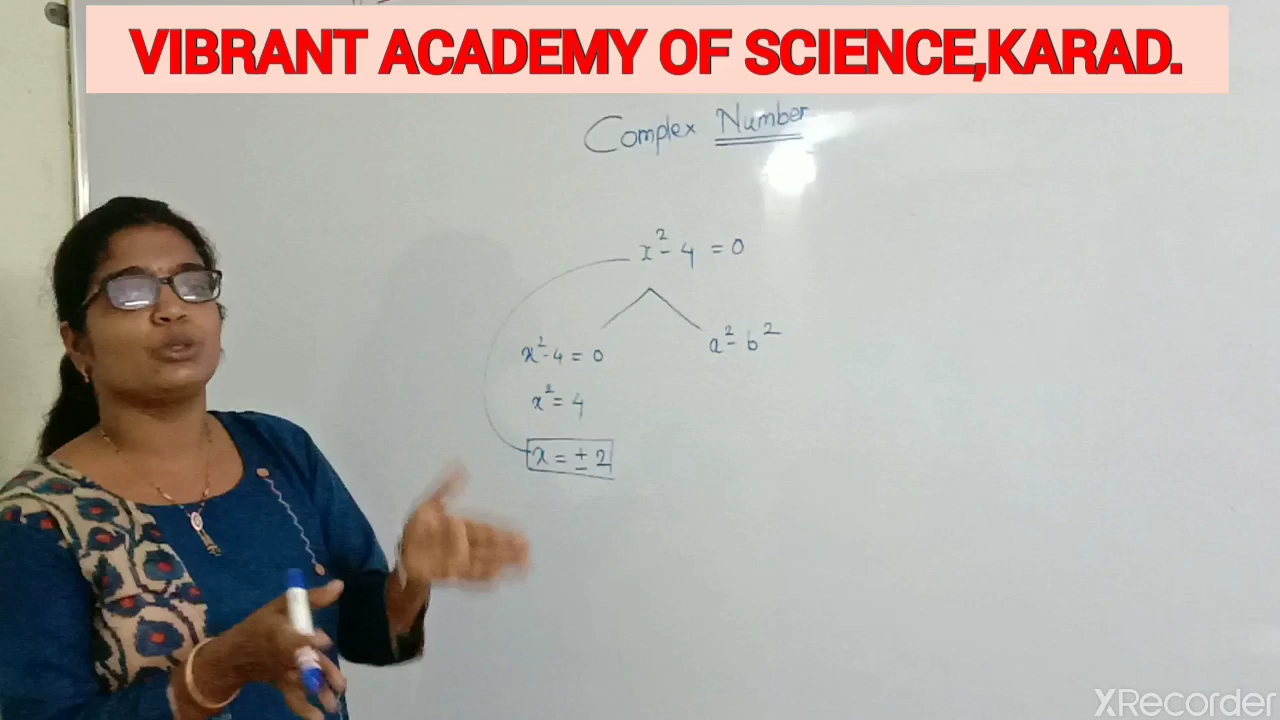 VIBRANT ACADEMY OF SCIENCE,KARAD.
Complex Number
x² - 4 = 0
x² - 4 = 0
a² - b²
x² = 4
x = ± 2
XRecorder